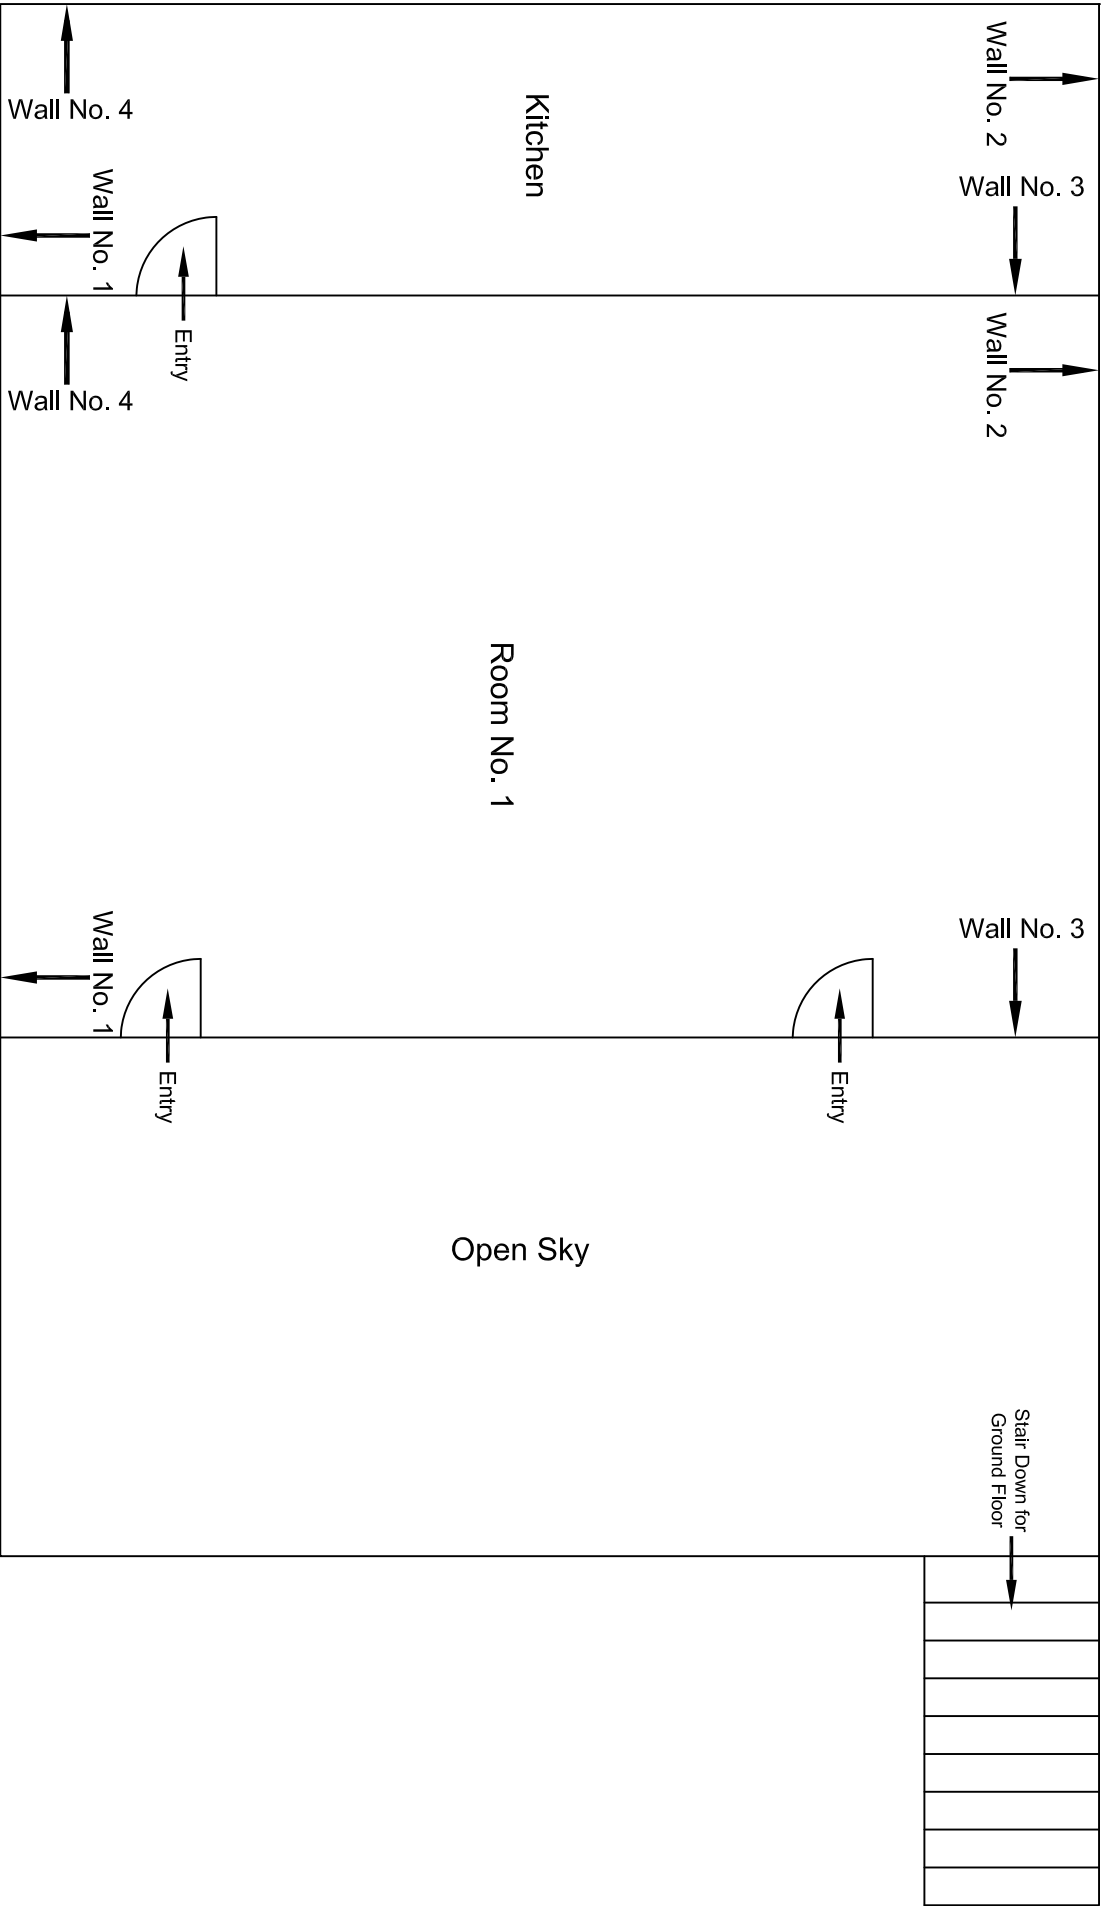 Wall No. 4
Kitchen
Wall No. 2
Wall No. 3
Wall No. 1
Entry
Wall No. 4
Wall No. 2
Room No. 1
Wall No. 3
Wall No. 1
Entry
Entry
Open Sky
Stair Down for
Ground Floor